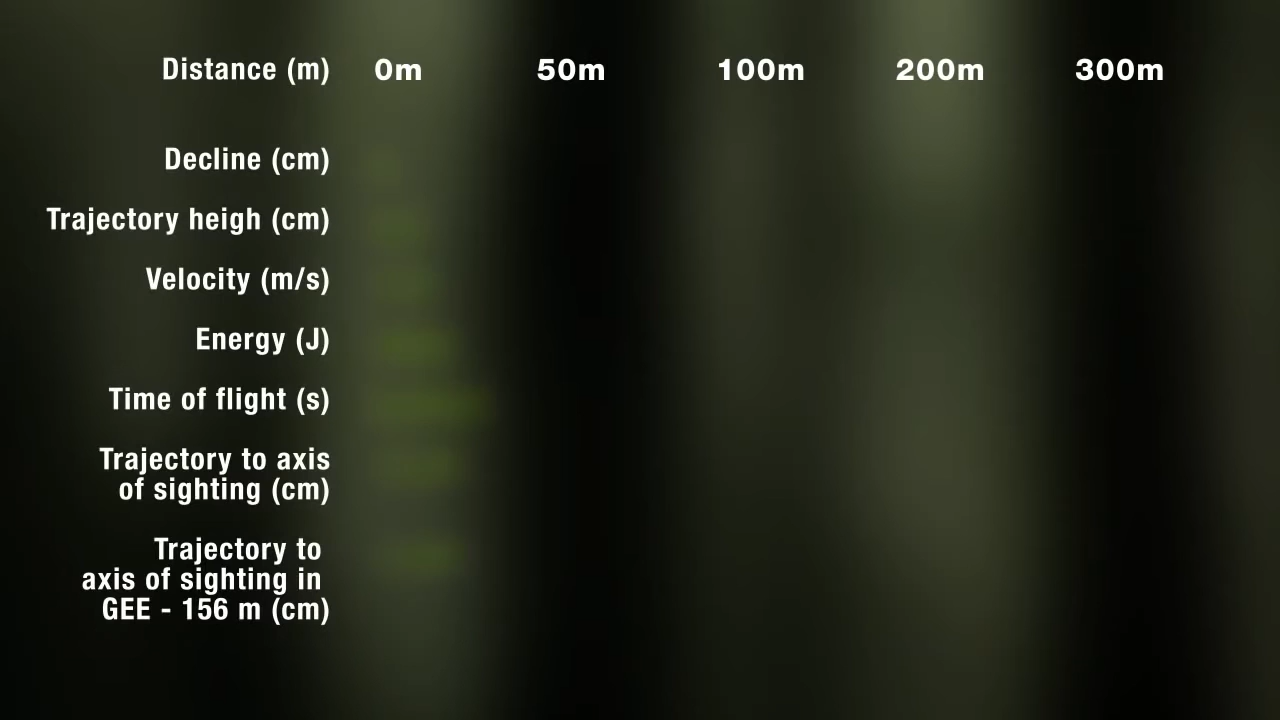 Distance (m) 0m 50m 100m 200m 300m
Decline (cm)
Trajectory heigh (cm)
Velocity (m/s)
Energy (J)
Time of flight (s)
Trajectory to axis
of sighting (cm)
Trajectory to
axis of sighting in
GEE - 156 m (cm)